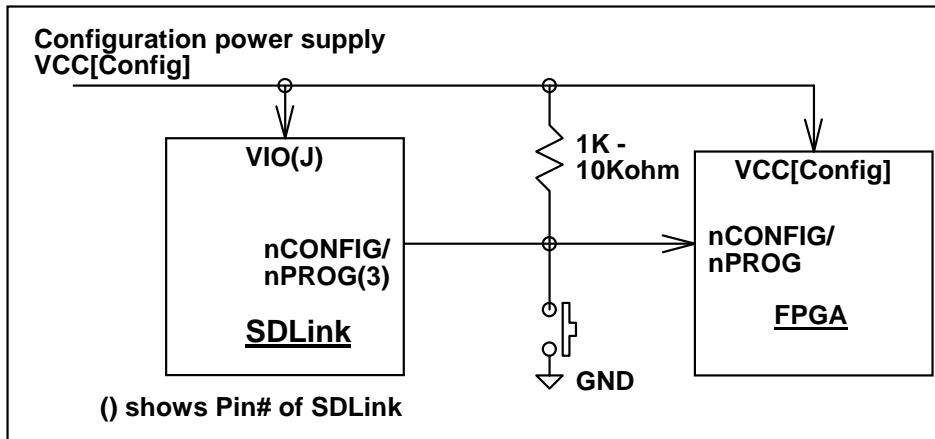 Configuration power supply
VCC[Config]
VIO(J)
nCONFIG/
nPROG(3)
SDLink
1K -
10Kohm
GND
VCC[Config]
nCONFIG/
nPROG
FPGA
() shows Pin# of SDLink